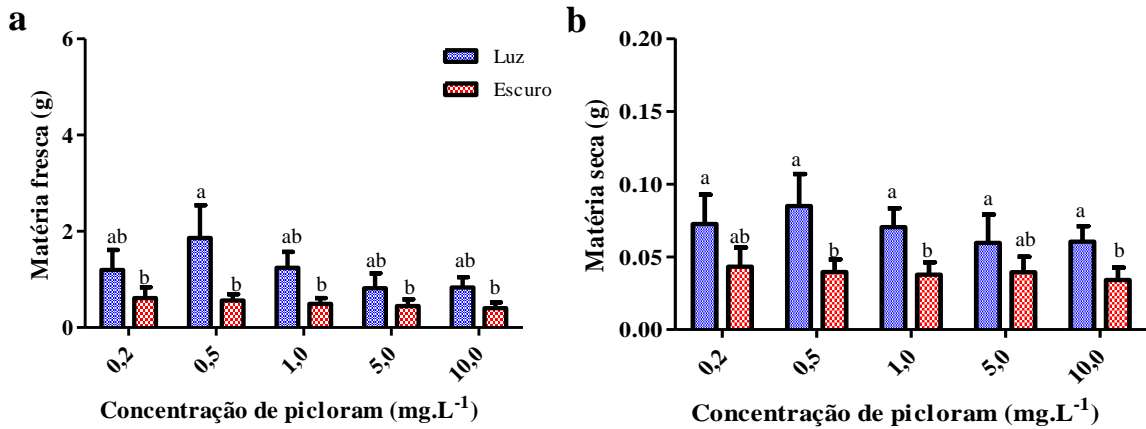 a
6
4
2
0
Matéria fresca (g)
Luz
Escuro
ab
b
a
b
ab
b
ab
b
ab
b
0,2
0,5
1,0
5,0
10,0
Concentração de picloram (mg.L⁻¹)
b
0.20
0.15
0.10
0.05
0.00
Matéria seca (g)
a
ab
a
b
a
b
a
ab
a
b
0,2
0,5
1,0
5,0
10,0
Concentração de picloram (mg.L⁻¹)